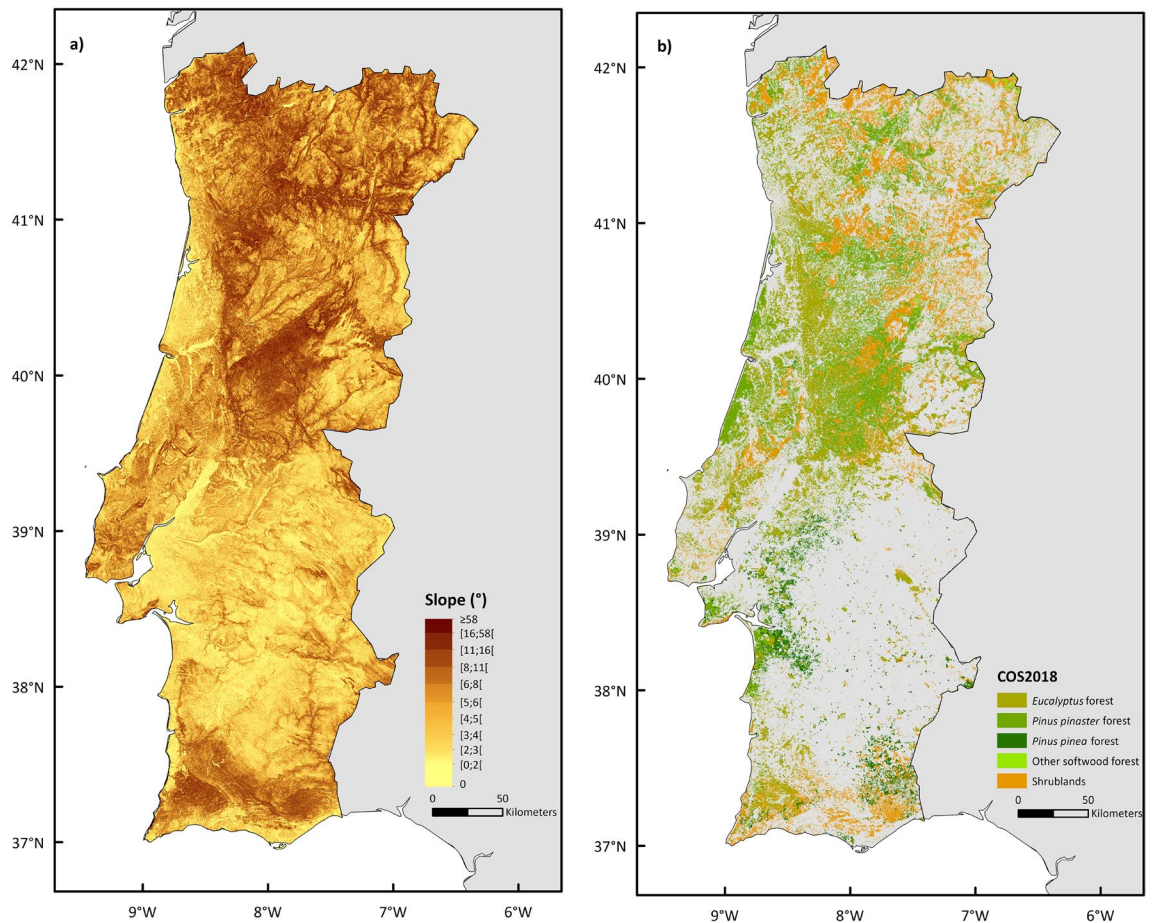 a)
42°N
41°N
40°N
39°N
38°N
37°N
9°W
8°W
7°W
6°W
Slope (°)
≥58
[16;58[
[11;16[
[8;11[
[6;8[
[5;6[
[4;5[
[3;4[
[2;3[
[0;2[
0
0 50
Kilometers
b)
42°N
41°N
40°N
39°N
38°N
37°N
9°W
8°W
7°W
6°W
COS2018
Eucalyptus forest
Pinus pinaster forest
Pinus pinea forest
Other softwood forest
Shrublands
0 50
Kilometers